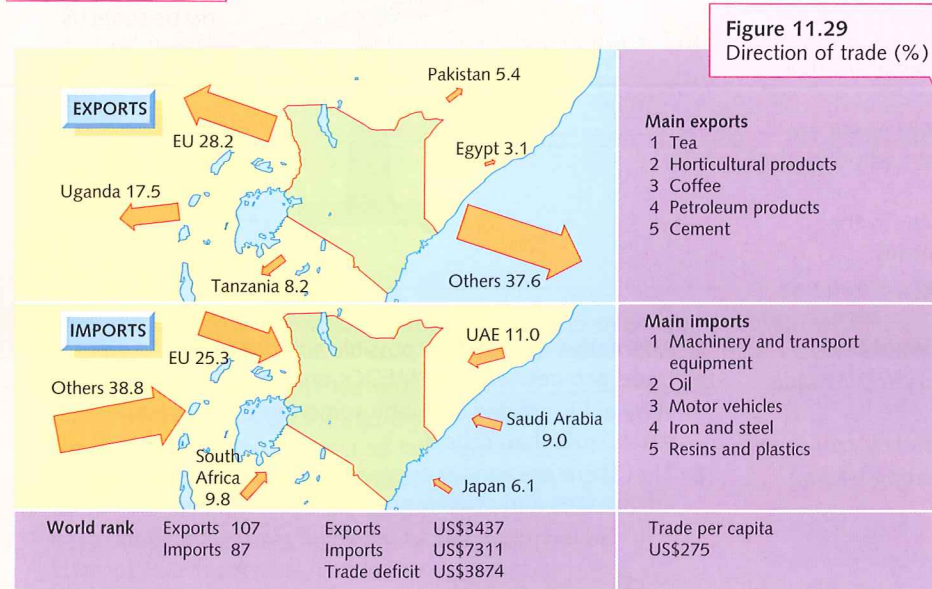 Figure 11.29
Direction of trade (%)
EXPORTS
Pakistan 5.4
EU 28.2
Egypt 3.1
Uganda 17.5
Tanzania 8.2
Others 37.6
Main exports
1 Tea
2 Horticultural products
3 Coffee
4 Petroleum products
5 Cement
IMPORTS
UAE 11.0
EU 25.3
Others 38.8
Saudi Arabia
9.0
South
Africa
9.8
Japan 6.1
Main imports
1 Machinery and transport
equipment
2 Oil
3 Motor vehicles
4 Iron and steel
5 Resins and plastics
World rank Exports 107 Exports US$3437
Imports 87 Imports US$7311
Trade deficit US$3874
Trade per capita
US$275